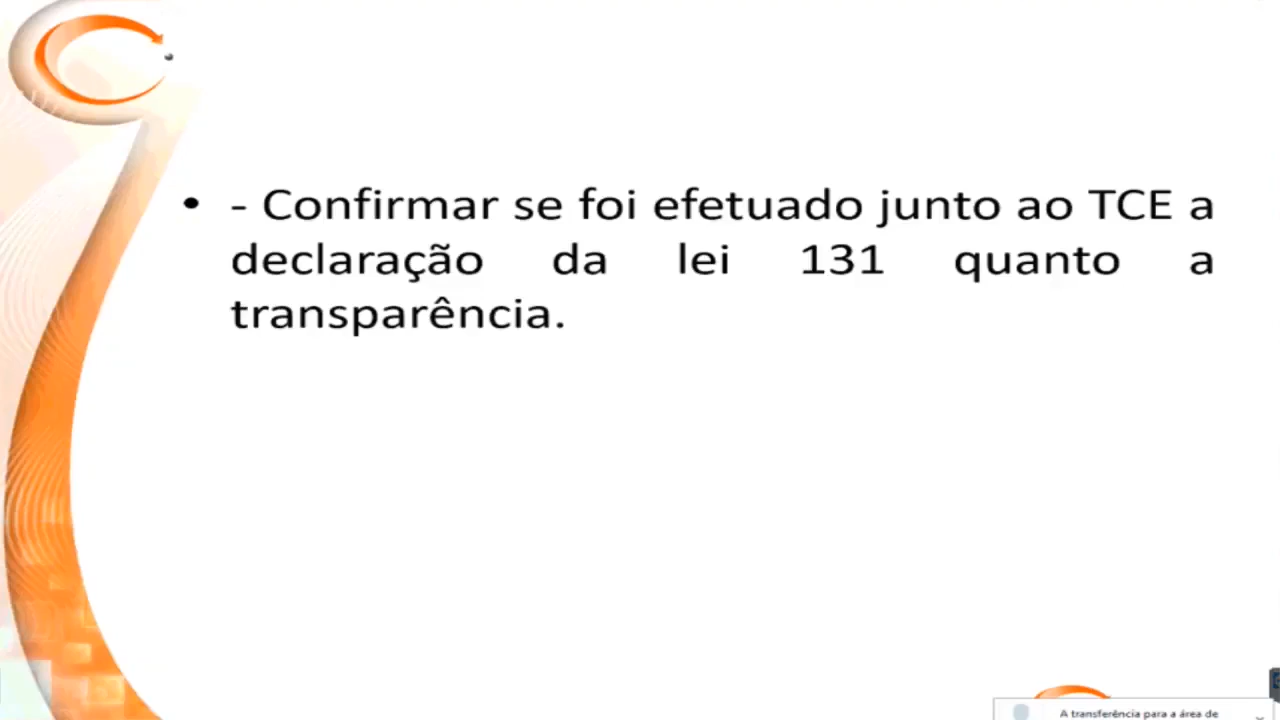 • - Confirmar se foi efetuado junto ao TCE a
declaração da lei 131 quanto a
transparência.
A transferência para a área de